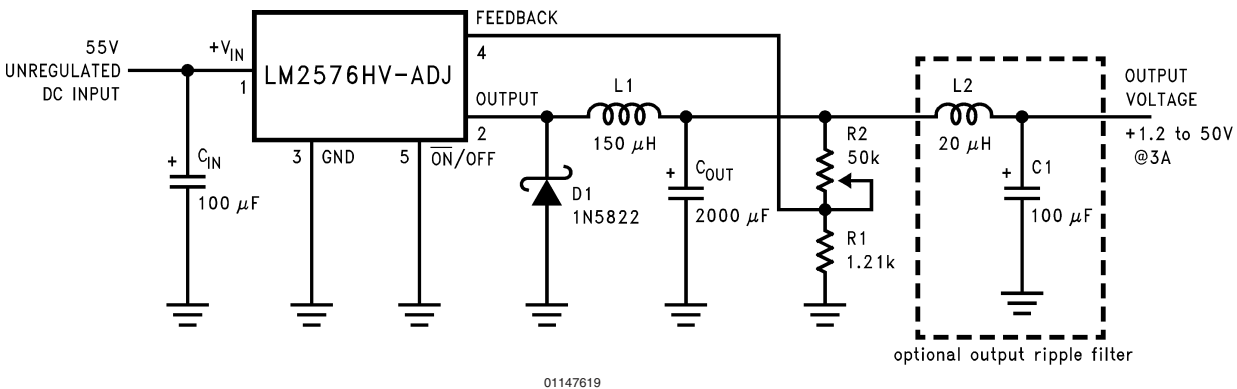 FEEDBACK
4
55V
UNREGULATED
DC INPUT
+VIN
1
LM2576HV-ADJ
OUTPUT
2
3 GND
5 ON/OFF
+ CIN
100 µF
D1
1N5822
L1
150 µH
+ COUT
2000 µF
R2
50k
R1
1.21k
L2
20 µH
+ C1
100 µF
OUTPUT
VOLTAGE
+1.2 to 50V
@3A
optional output ripple filter
01147619